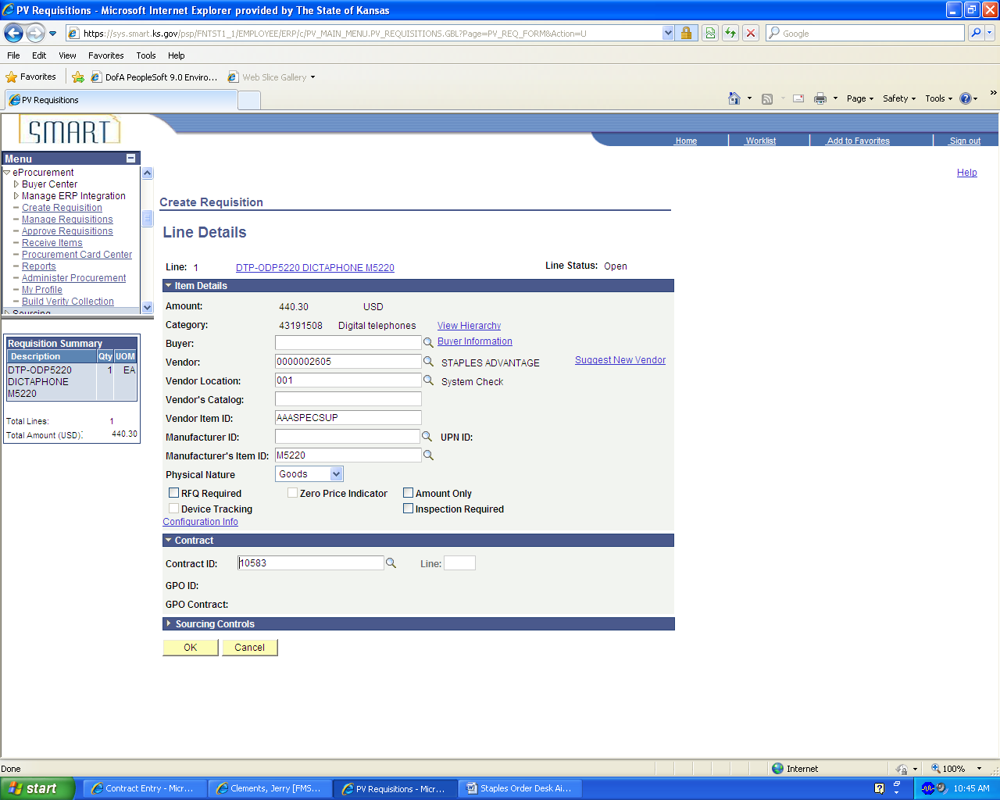 PV Requisitions - Microsoft Internet Explorer provided by The State of Kansas
https://sys.smart.ks.gov/psp/FNTST1_1/EMPLOYEE/ERP/c/PV_MAIN_MENU.PV_REQUISITIONS.GBL?Page=PV_REQ_FORM&Action=U
Google
File Edit View Favorites Tools Help
Favorites DofA PeopleSoft 9.0 Enviro... Web Slice Gallery
PV Requisitions
Page Safety Tools
SMART
Home Worklist Add to Favorites Sign out
Menu
eProcurement
Buyer Center
Manage ERP Integration
Create Requisition
Manage Requisitions
Approve Requisitions
Receive Items
Procurement Card Center
Reports
Administer Procurement
My Profile
Build Verity Collection
Sourcing
Requisition Summary
Description Qty UOM
DTP-ODP5220 DICTAPHONE M5220 1 EA
Total Lines: 1
Total Amount (USD): 440.30
Help
Create Requisition
Line Details
Line: 1 DTP-ODP5220 DICTAPHONE M5220 Line Status: Open
Item Details
Amount: 440.30 USD
Category: 43191508 Digital telephones View Hierarchy
Buyer: Buyer Information
Vendor: 0000002605 STAPLES ADVANTAGE Suggest New Vendor
Vendor Location: 001 System Check
Vendor's Catalog:
Vendor Item ID: AAASPECSUP
Manufacturer ID: UPN ID:
Manufacturer's Item ID: M5220
Physical Nature Goods
RFQ Required Zero Price Indicator Amount Only
Device Tracking Inspection Required
Configuration Info
Contract
Contract ID: 10583 Line:
GPO ID:
GPO Contract:
Sourcing Controls
OK Cancel
Done Internet 100%
start Contract Entry - Micr... Clements, Jerry [FMS... PV Requisitions - Micr... Staples Order Desk Ai... 10:45 AM